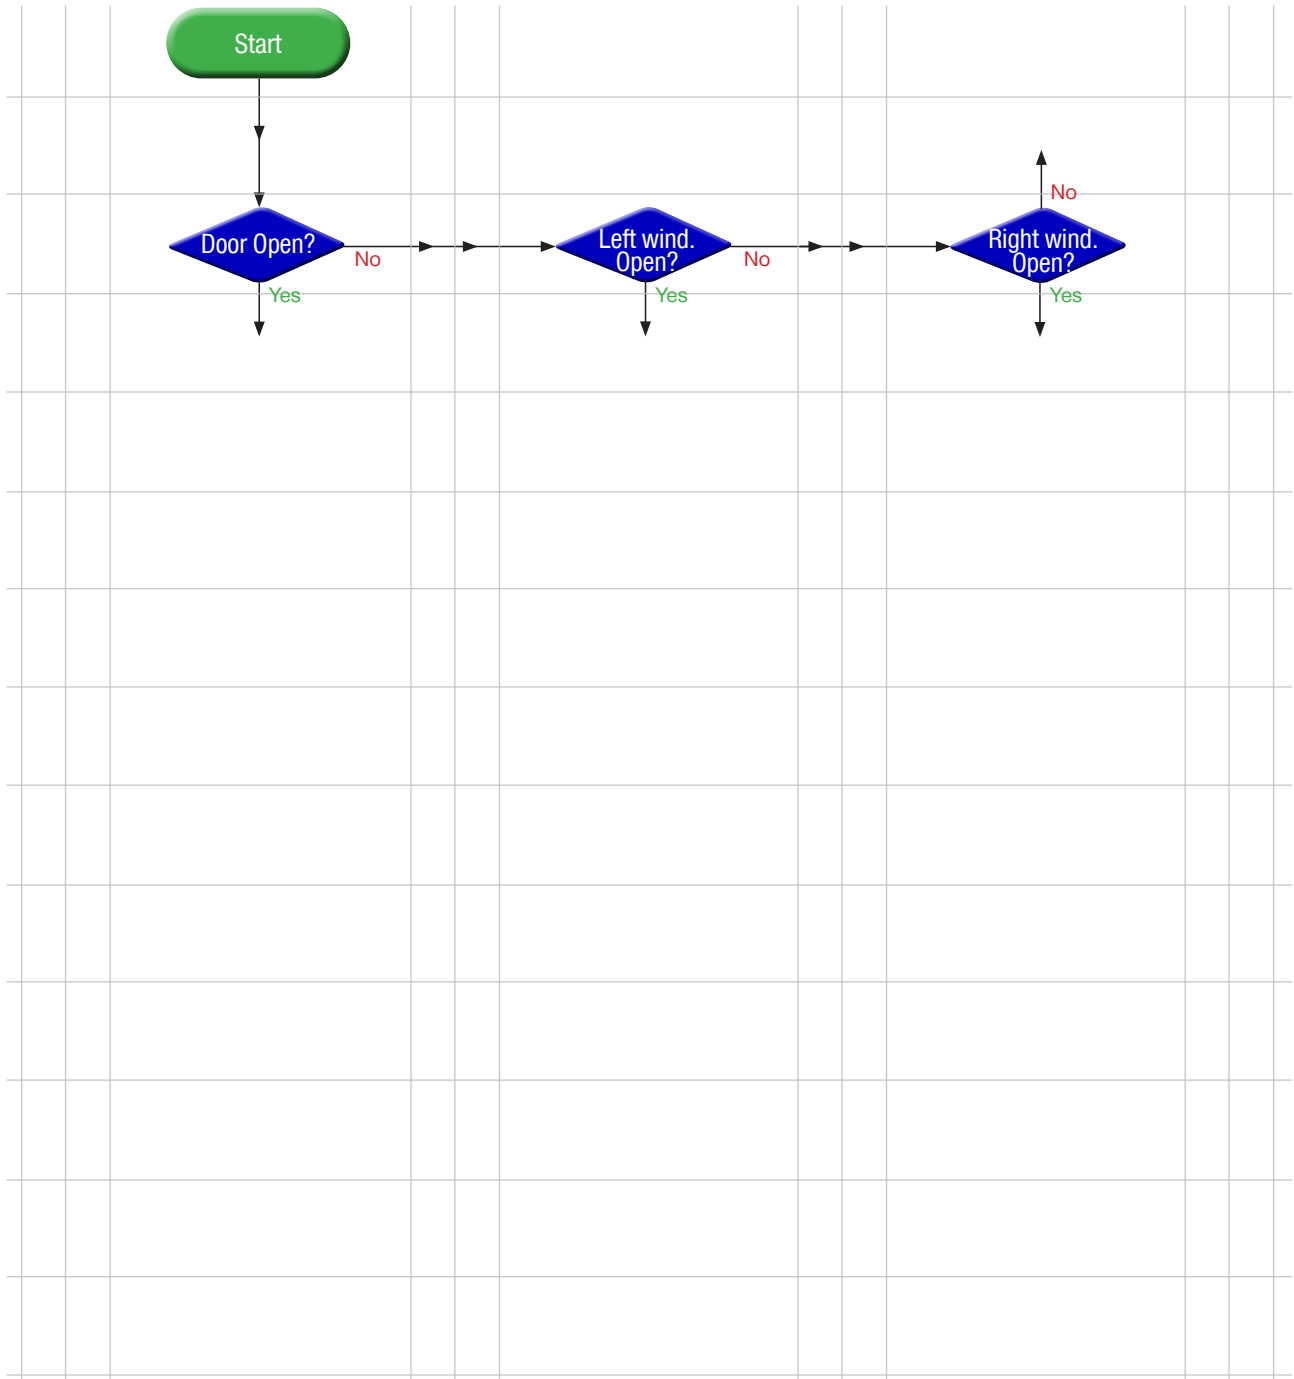 Start
No
Door Open?
No
Left wind.
Open?
No
Right wind.
Open?
Yes
Yes
Yes